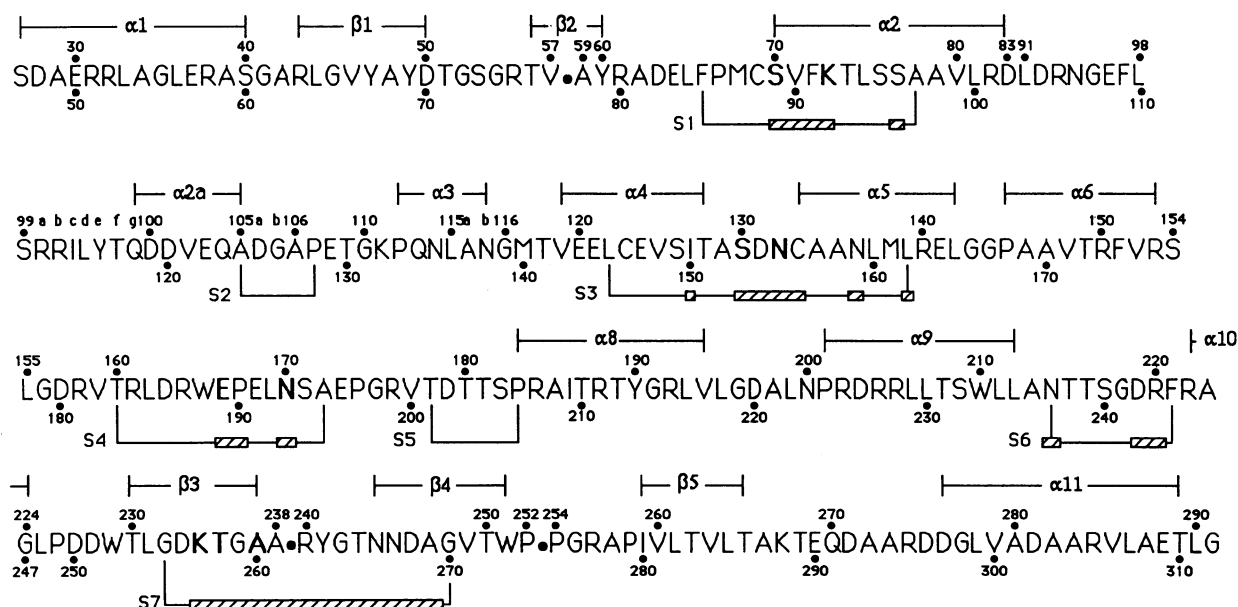 α1 β1 β2 α2
30 40 50 57 59 60 70 80 83 91 98
SDAERRLAGLERASGARLGVYAYDTGSGRTV•AYRADELFPMCSVFKTLSSAAVLRDLDRNGEFL
50 60 70 80 90 100 110
S1
α2a α3 α4 α5 α6
99 a b c d e f g 100 105 a b 106 110 115 a b 116 120 130 140 150 154
SRRILYTQDDVEQADGAPETGKPQNLANGMTVEELCEVSITASDNCAANLMLRELGGPAAVTRFVRS
120 130 140 150 160 170
S2 S3
α8 α9 α10
155 160 170 180 190 200 210 220
LGDRVTRLDRWEPELNSAEPGRVTDTTSPRAITRTYGRLVLGDALNPRDRRLLTSWLLANTTSGDRFRA
180 190 200 210 220 230 240
S4 S5 S6
β3 β4 β5 α11
224 230 238 240 250 252 254 260 270 280 291
GLPDDWTLGDKTGAA•RYGTNNDAGVTWP•PGRAPIVLTVLTAKTEQDAARDDGLVADAARVLAETLG
247 250 260 270 280 290 300 310
S7